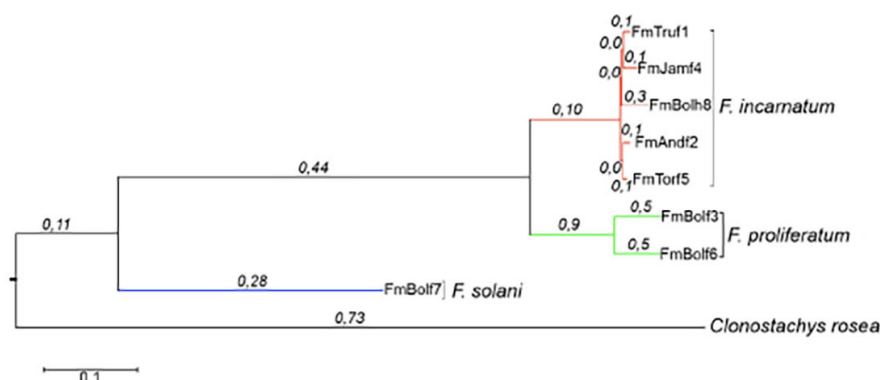 0,1
FmTruf1
0,0
0,1
FmJamf4
0,0
0,3
FmBolh8
F. incarnatum
0,10
0,1
FmAndf2
0,0
FmTorf5
0,1
0,44
0,5
FmBolf3
F. proliferatum
0,9
0,5
FmBolf6
0,11
0,28
FmBolf7
F. solani
0,73
Clonostachys rosea
0.1